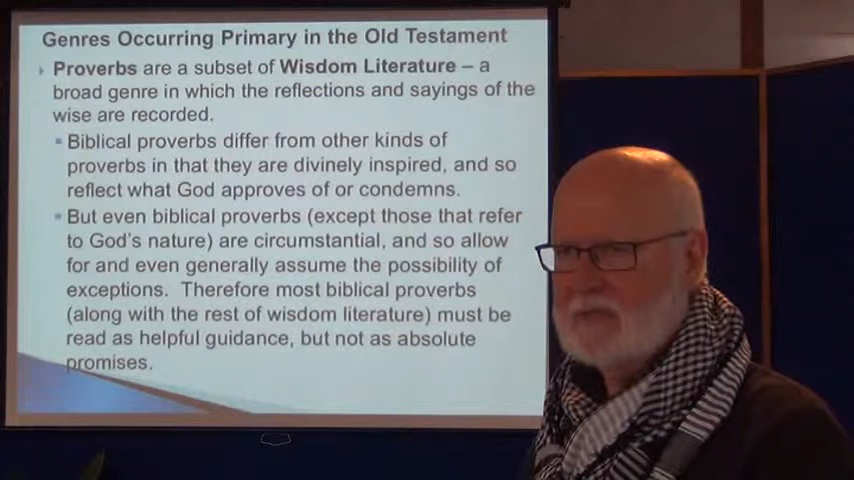 Genres Occurring Primary in the Old Testament
Proverbs are a subset of Wisdom Literature – a
broad genre in which the reflections and sayings of the
wise are recorded.
Biblical proverbs differ from other kinds of
proverbs in that they are divinely inspired, and so
reflect what God approves of or condemns.
But even biblical proverbs (except those that refer
to God's nature) are circumstantial, and so allow
for and even generally assume the possibility of
exceptions. Therefore most biblical proverbs
(along with the rest of wisdom literature) must be
read as helpful guidance, but not as absolute
promises.